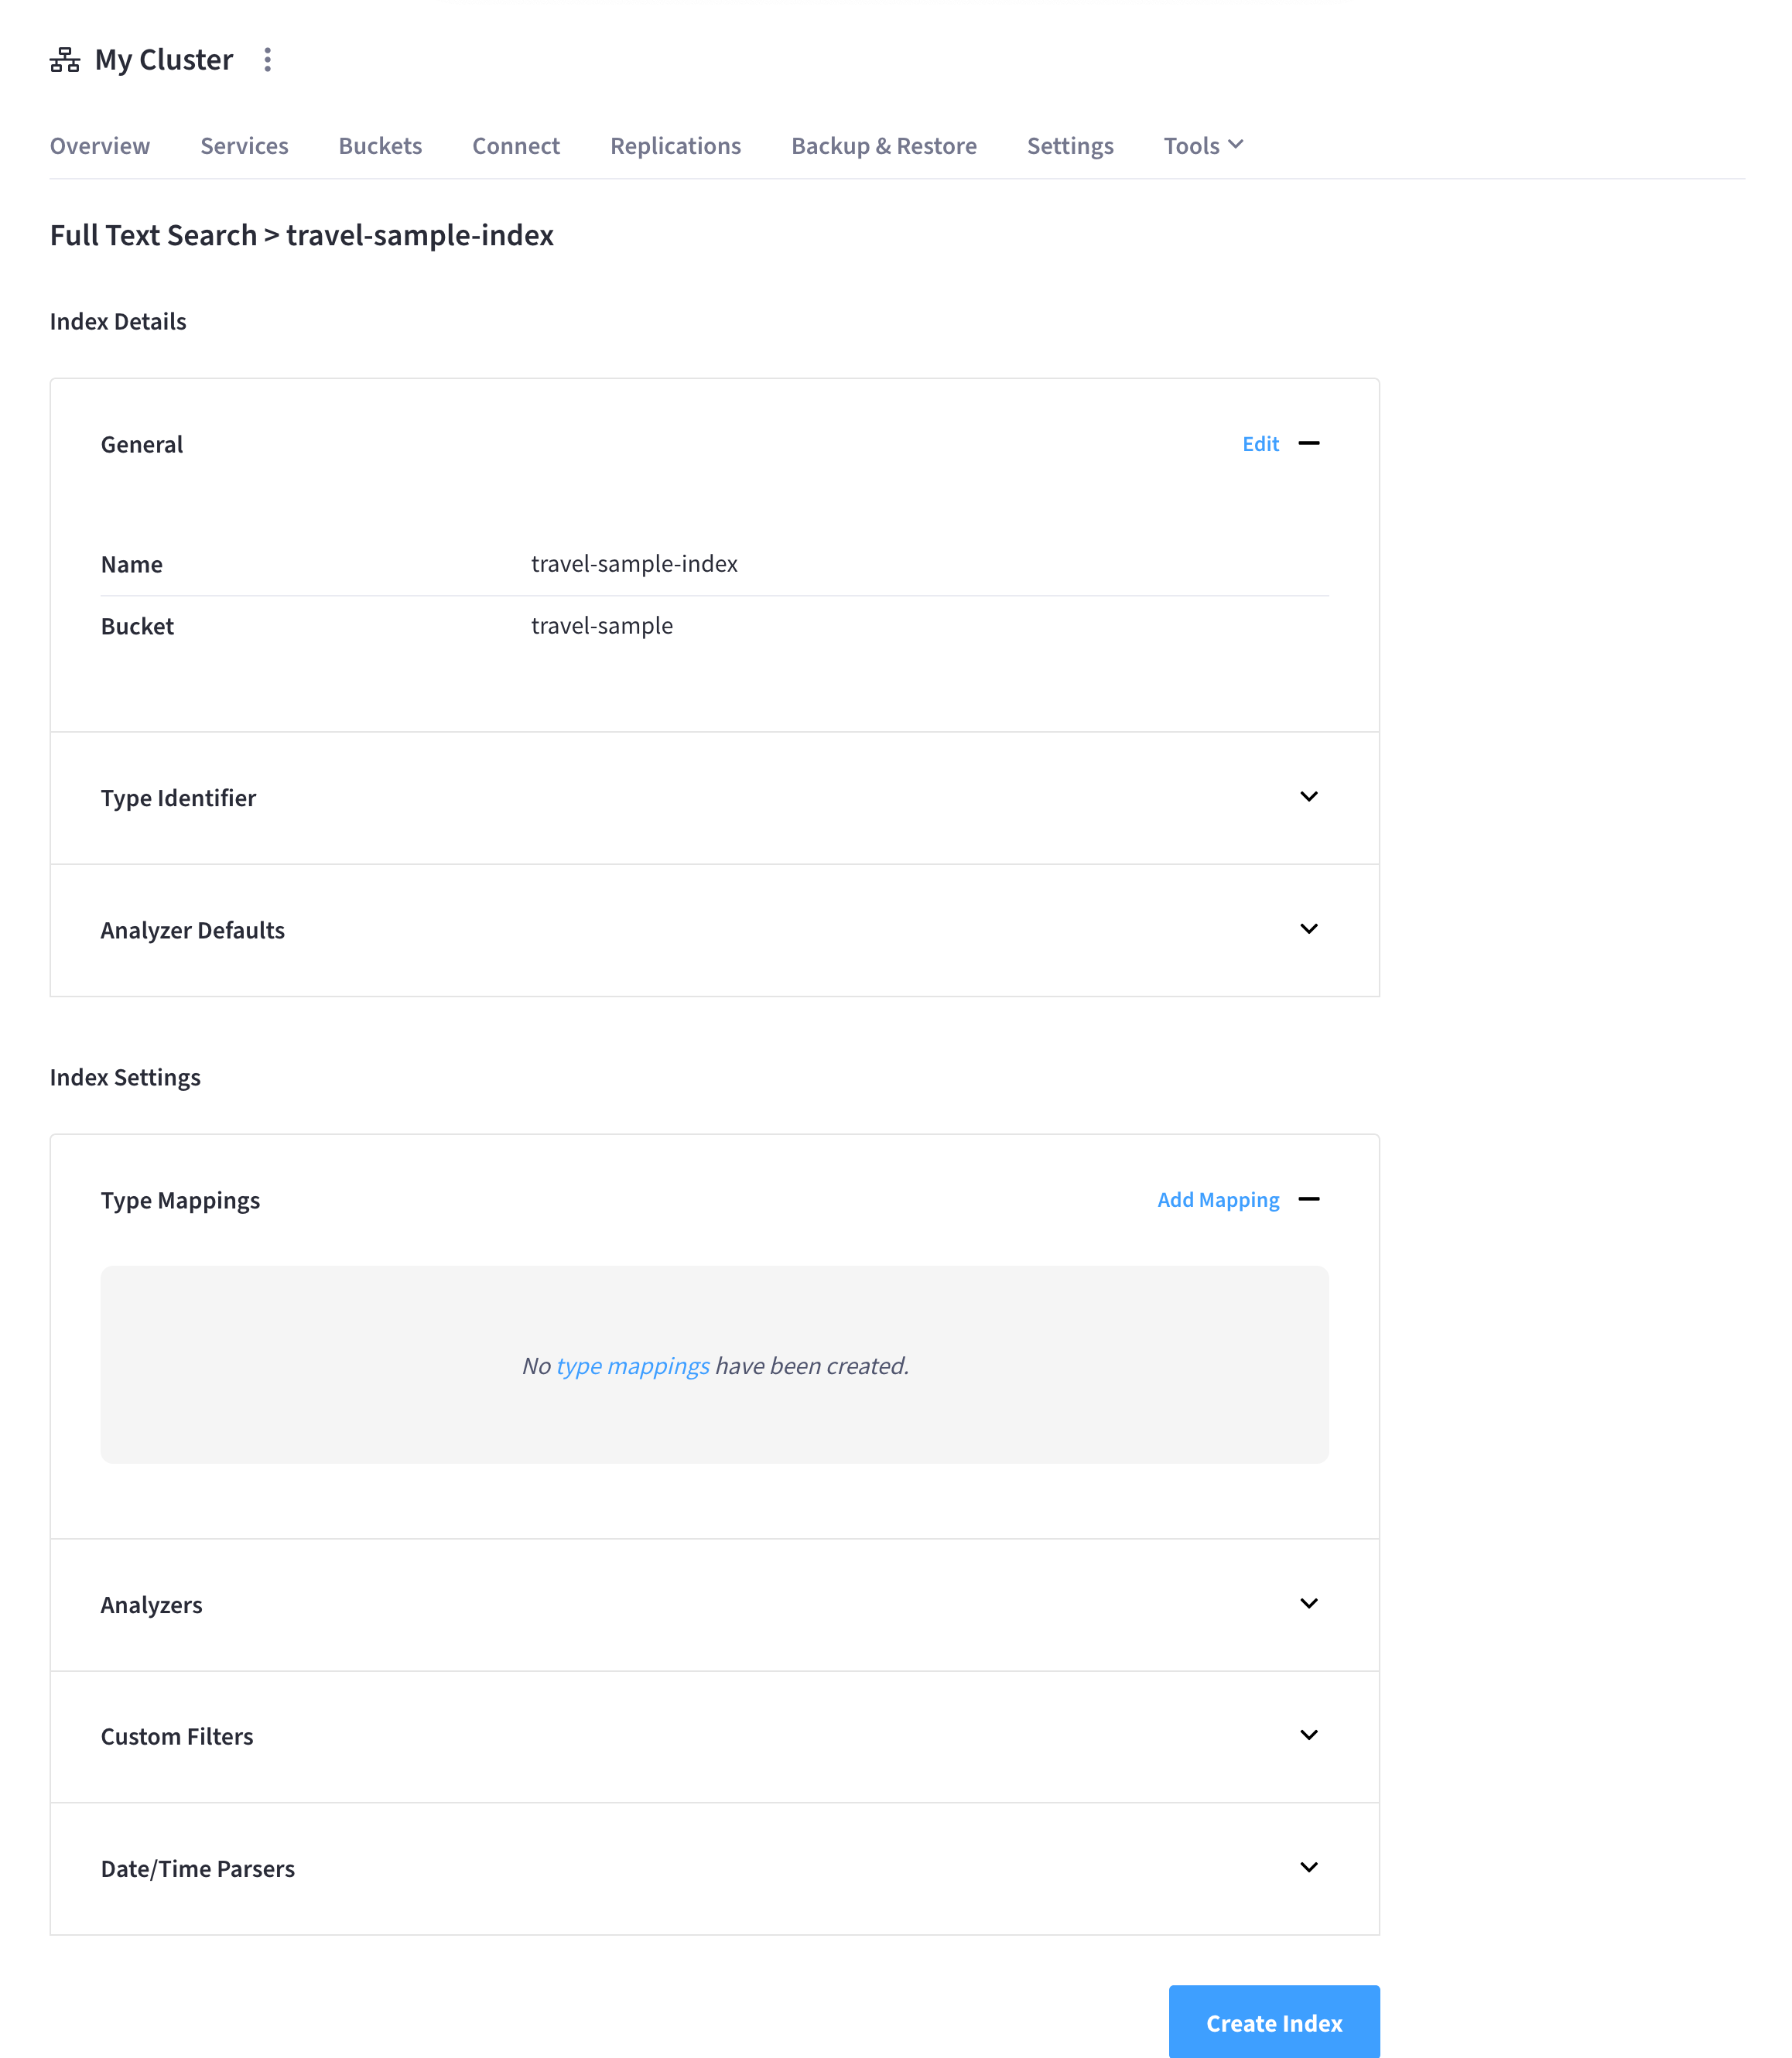 My Cluster
Overview Services Buckets Connect Replications Backup & Restore Settings Tools
Full Text Search > travel-sample-index
Index Details
General Edit
Name travel-sample-index
Bucket travel-sample
Type Identifier
Analyzer Defaults
Index Settings
Type Mappings Add Mapping
No type mappings have been created.
Analyzers
Custom Filters
Date/Time Parsers
Create Index